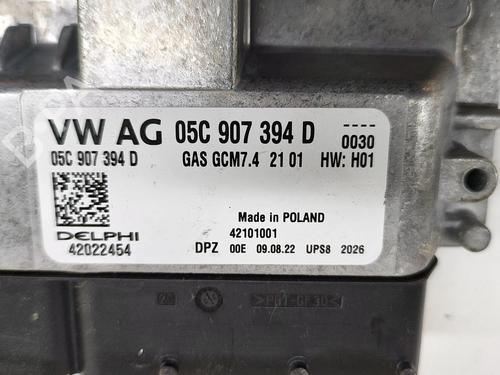 VW AG 05C 907 394 D
----
0030
05C 907 394 D GAS GCM7.4 21 01 HW: H01
Made in POLAND
DELPHI 42101001
42022454 DPZ 00E 09.08.22 UPS8 2026